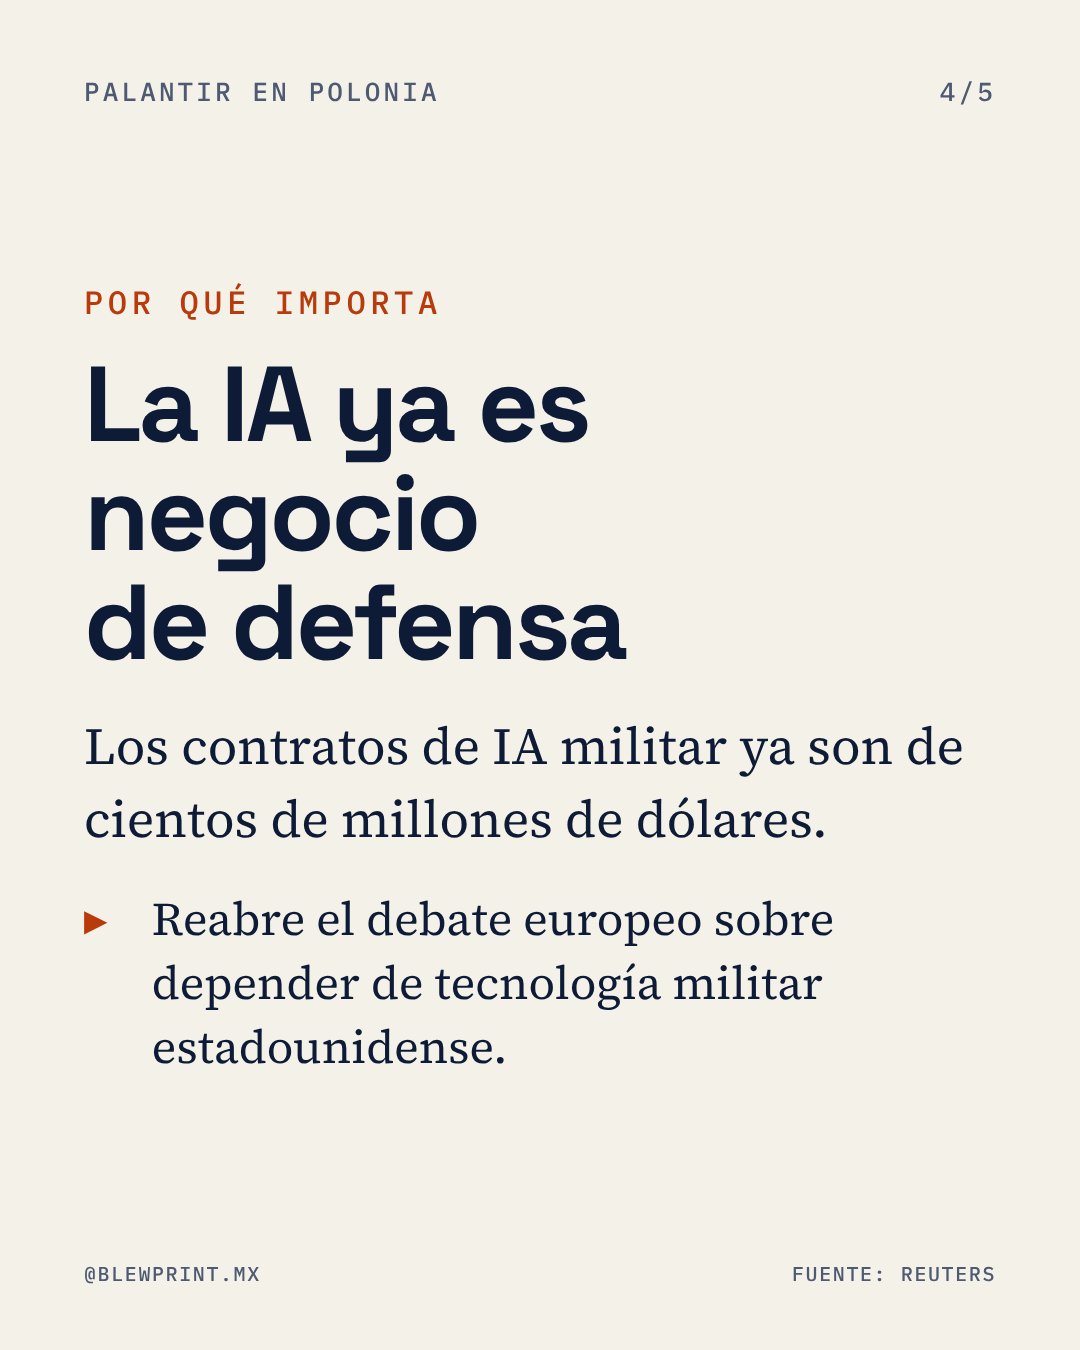 PALANTIR EN POLONIA
4/5
POR QUÉ IMPORTA
La IA ya es
negocio
de defensa
Los contratos de IA militar ya son de
cientos de millones de dólares.
▶ Reabre el debate europeo sobre
depender de tecnología militar
estadounidense.
@BLEWPRINT.MX
FUENTE: REUTERS